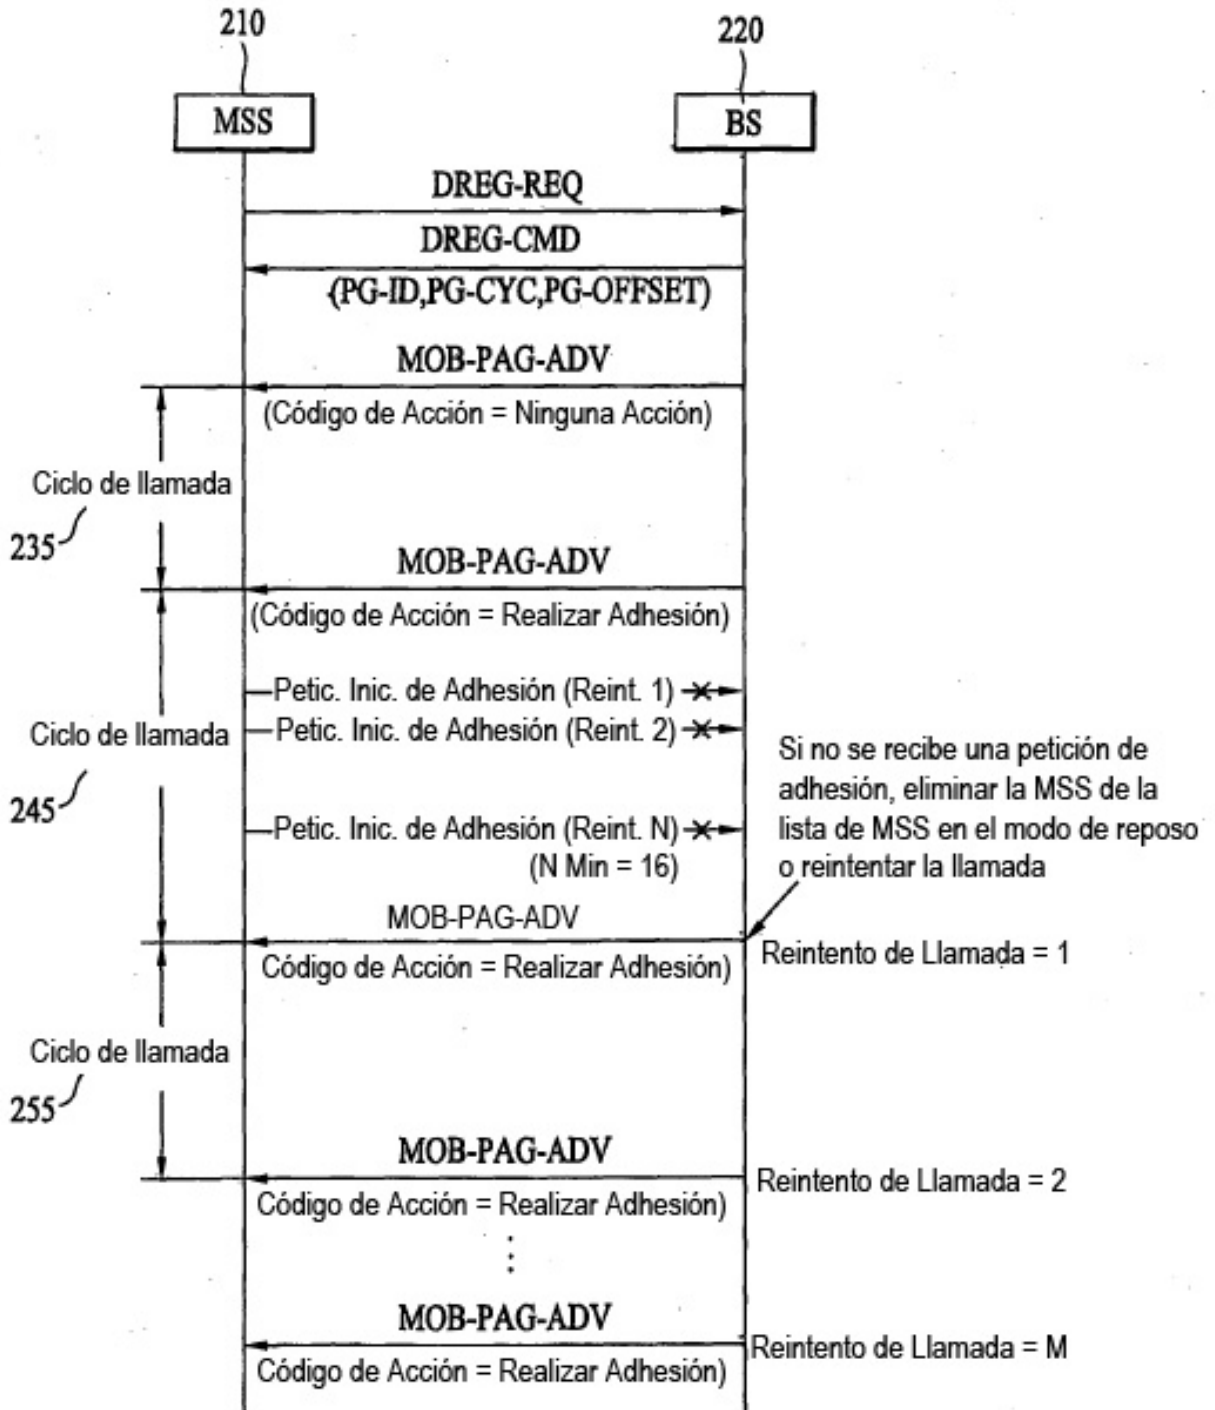 210
220
MSS
BS
DREG-REQ
DREG-CMD
(PG-ID,PG-CYC,PG-OFFSET)
MOB-PAG-ADV
(Código de Acción = Ninguna Acción)
Ciclo de llamada
235
MOB-PAG-ADV
(Código de Acción = Realizar Adhesión)
Petic. Inic. de Adhesión (Reint. 1)
Petic. Inic. de Adhesión (Reint. 2)
Ciclo de llamada
245
Si no se recibe una petición de
adhesión, eliminar la MSS de la
lista de MSS en el modo de reposo
o reintentar la llamada
Petic. Inic. de Adhesión (Reint. N)
(N Min = 16)
MOB-PAG-ADV
Código de Acción = Realizar Adhesión)
Reintento de Llamada = 1
Ciclo de llamada
255
MOB-PAG-ADV
Código de Acción = Realizar Adhesión)
Reintento de Llamada = 2
MOB-PAG-ADV
Código de Acción = Realizar Adhesión)
Reintento de Llamada = M